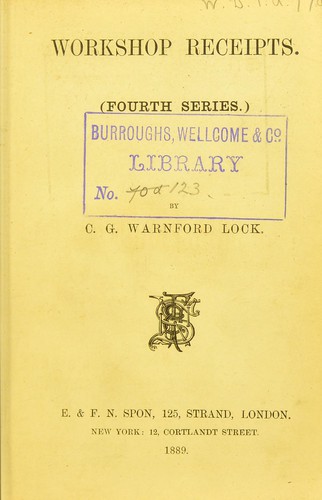 WORKSHOP RECEIPTS.
(FOURTH SERIES.)
BURROUGHS, WELLCOME & Co.
LIBRARY
No. 123.
BY
C. G. WARNFORD LOCK.
E. & F. N. SPON, 125, STRAND, LONDON.
NEW YORK: 12, CORTLANDT STREET.
1889.